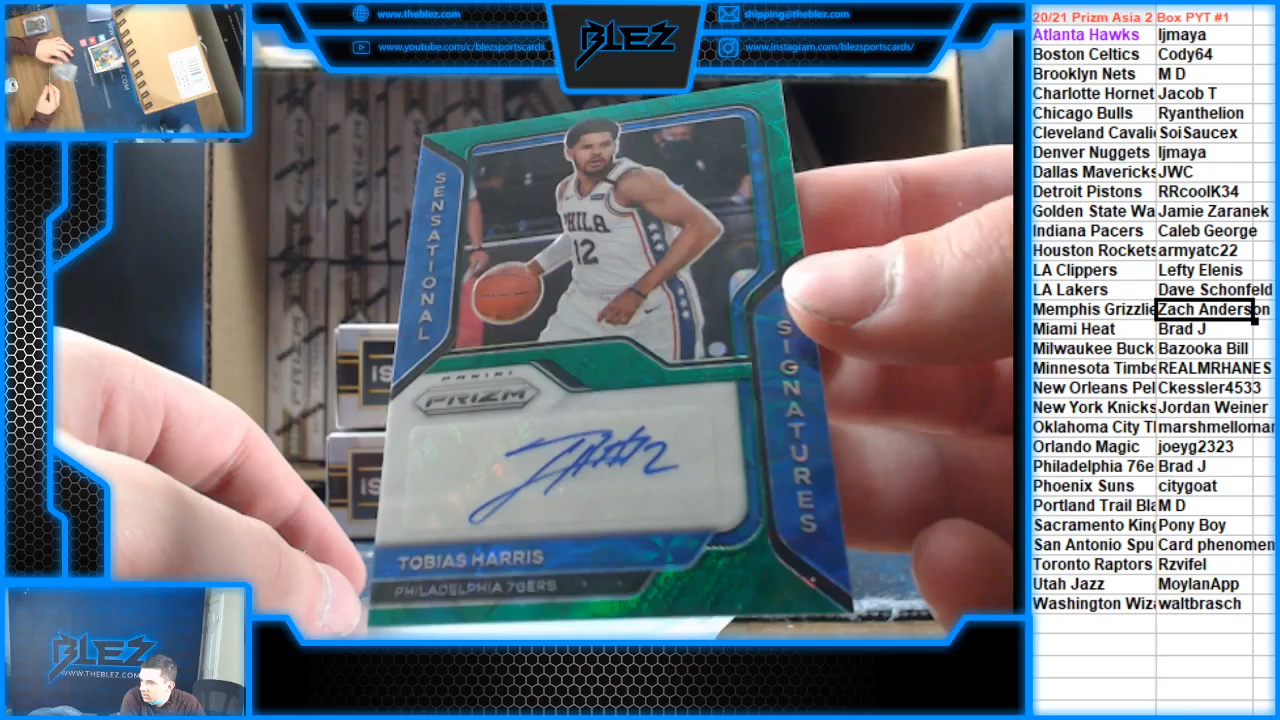 www.theblez.com
shipping@theblez.com
www.youtube.com/c/blezsportscards
www.instagram.com/blezsportscards/
BLEZ
SENSATIONAL
PHILA
12
SIGNATURES
PANINI
PRIZM
TOBIAS HARRIS
PHILADELPHIA 76ERS
BLEZ
WWW.THEBLEZ.COM
20/21 Prizm Asia 2 Box PYT #1
Atlanta Hawks ljmaya
Boston Celtics Cody64
Brooklyn Nets M D
Charlotte Hornet Jacob T
Chicago Bulls Ryanthelion
Cleveland Cavali SoiSaucex
Denver Nuggets ljmaya
Dallas Mavericks JWC
Detroit Pistons RRcoolK34
Golden State Wa Jamie Zaranek
Indiana Pacers Caleb George
Houston Rockets armyatc22
LA Clippers Lefty Elenis
LA Lakers Dave Schonfeld
Memphis Grizzlie Zach Anderson
Miami Heat Brad J
Milwaukee Buck Bazooka Bill
Minnesota Timbe REALMRHANES
New Orleans Pel Ckessler4533
New York Knicks Jordan Weiner
Oklahoma City T marshmelloma
Orlando Magic joeyg2323
Philadelphia 76e Brad J
Phoenix Suns citygoat
Portland Trail Bla M D
Sacramento King Pony Boy
San Antonio Spu Card phenomen
Toronto Raptors Rzvifel
Utah Jazz MoylanApp
Washington Wiza waltbrasch